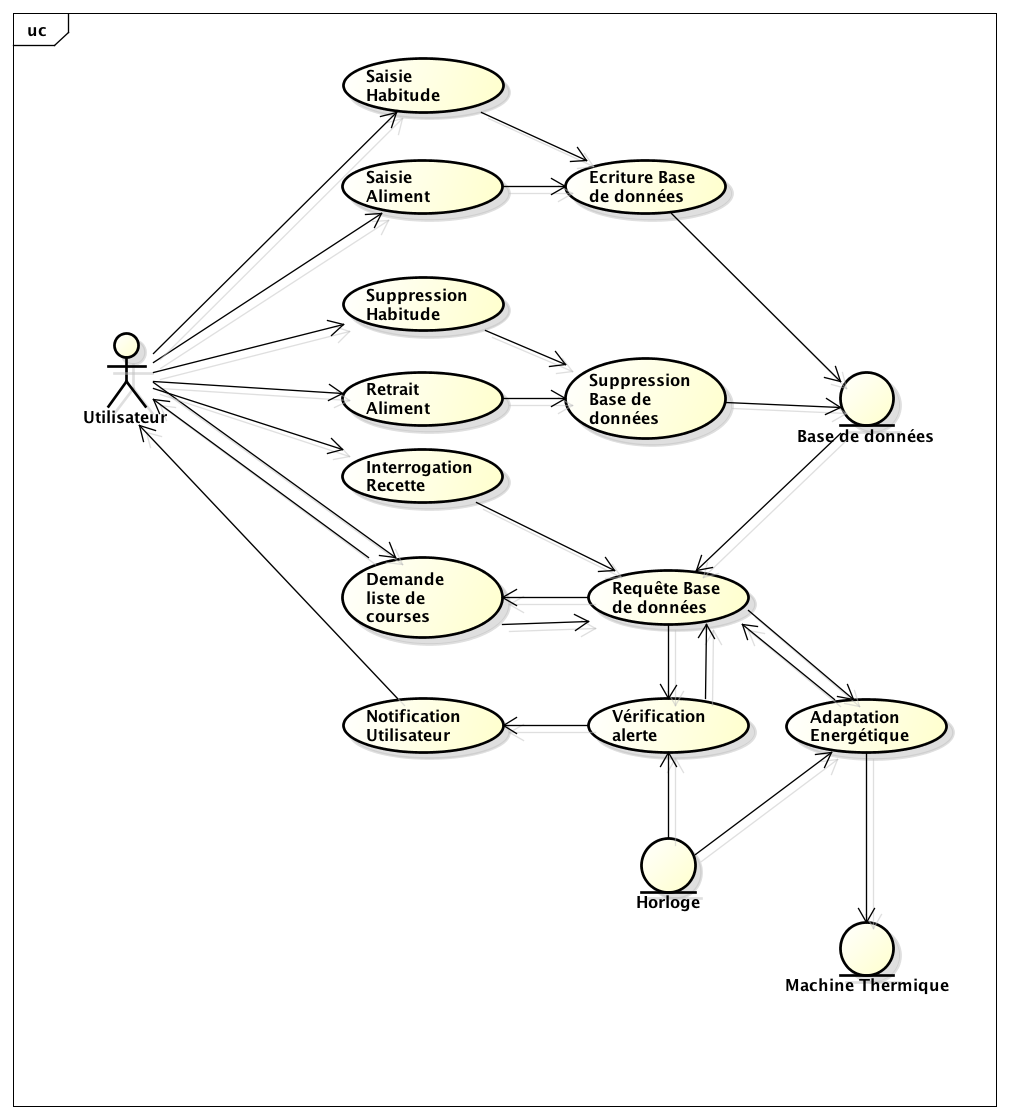 uc
Saisie
Habitude
Saisie
Aliment
Ecriture Base
de données
Suppression
Habitude
Retrait
Aliment
Suppression
Base de
données
Utilisateur
Base de données
Interrogation
Recette
Demande
liste de
courses
Requête Base
de données
Notification
Utilisateur
Vérification
alerte
Adaptation
Energétique
Horloge
Machine Thermique